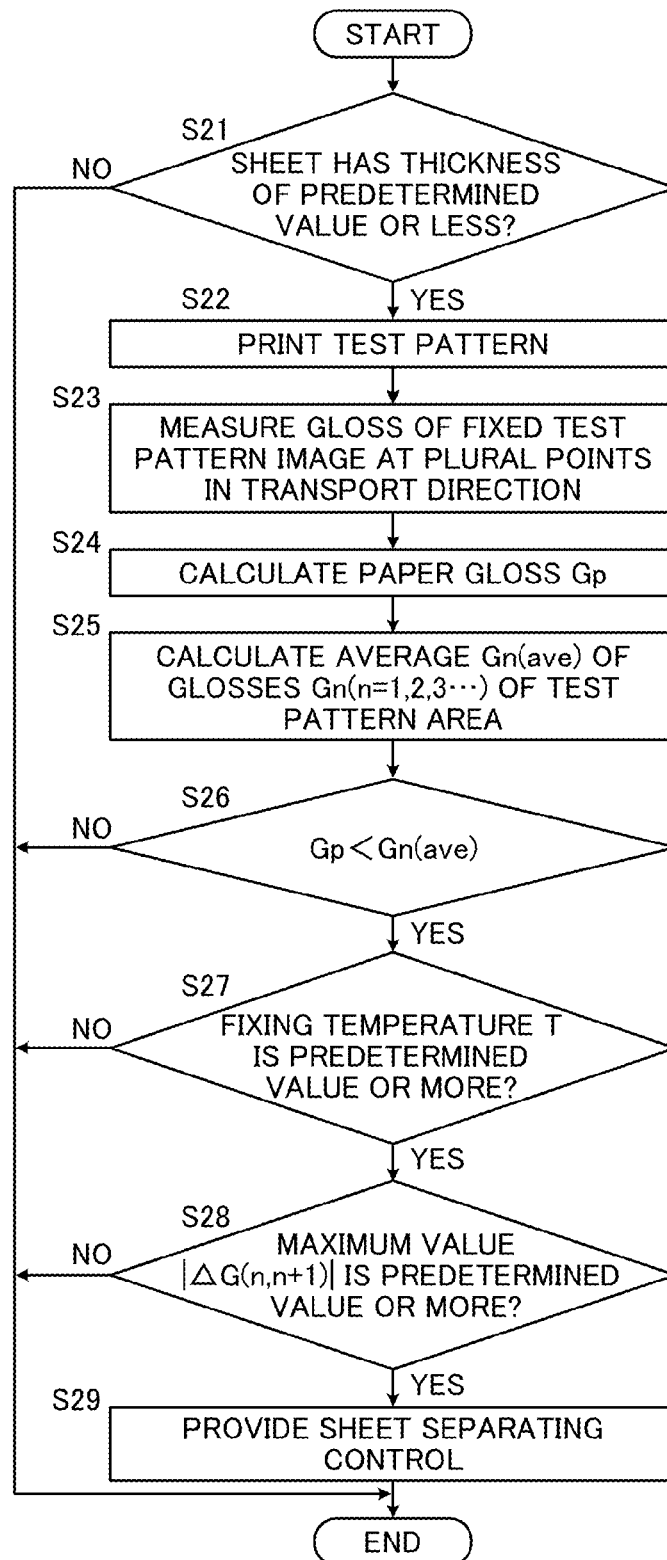 START
S21
NO
SHEET HAS THICKNESS
OF PREDETERMINED
VALUE OR LESS?
S22
YES
PRINT TEST PATTERN
S23
MEASURE GLOSS OF FIXED TEST
PATTERN IMAGE AT PLURAL POINTS
IN TRANSPORT DIRECTION
S24
CALCULATE PAPER GLOSS Gp
S25
CALCULATE AVERAGE Gn(ave) OF
GLOSSES Gn(n=1,2,3⋯) OF TEST
PATTERN AREA
S26
NO
Gp<Gn(ave)
YES
S27
NO
FIXING TEMPERATURE T
IS PREDETERMINED
VALUE OR MORE?
YES
S28
NO
MAXIMUM VALUE
|△G(n,n+1)| IS PREDETERMINED
VALUE OR MORE?
YES
S29
PROVIDE SHEET SEPARATING
CONTROL
END